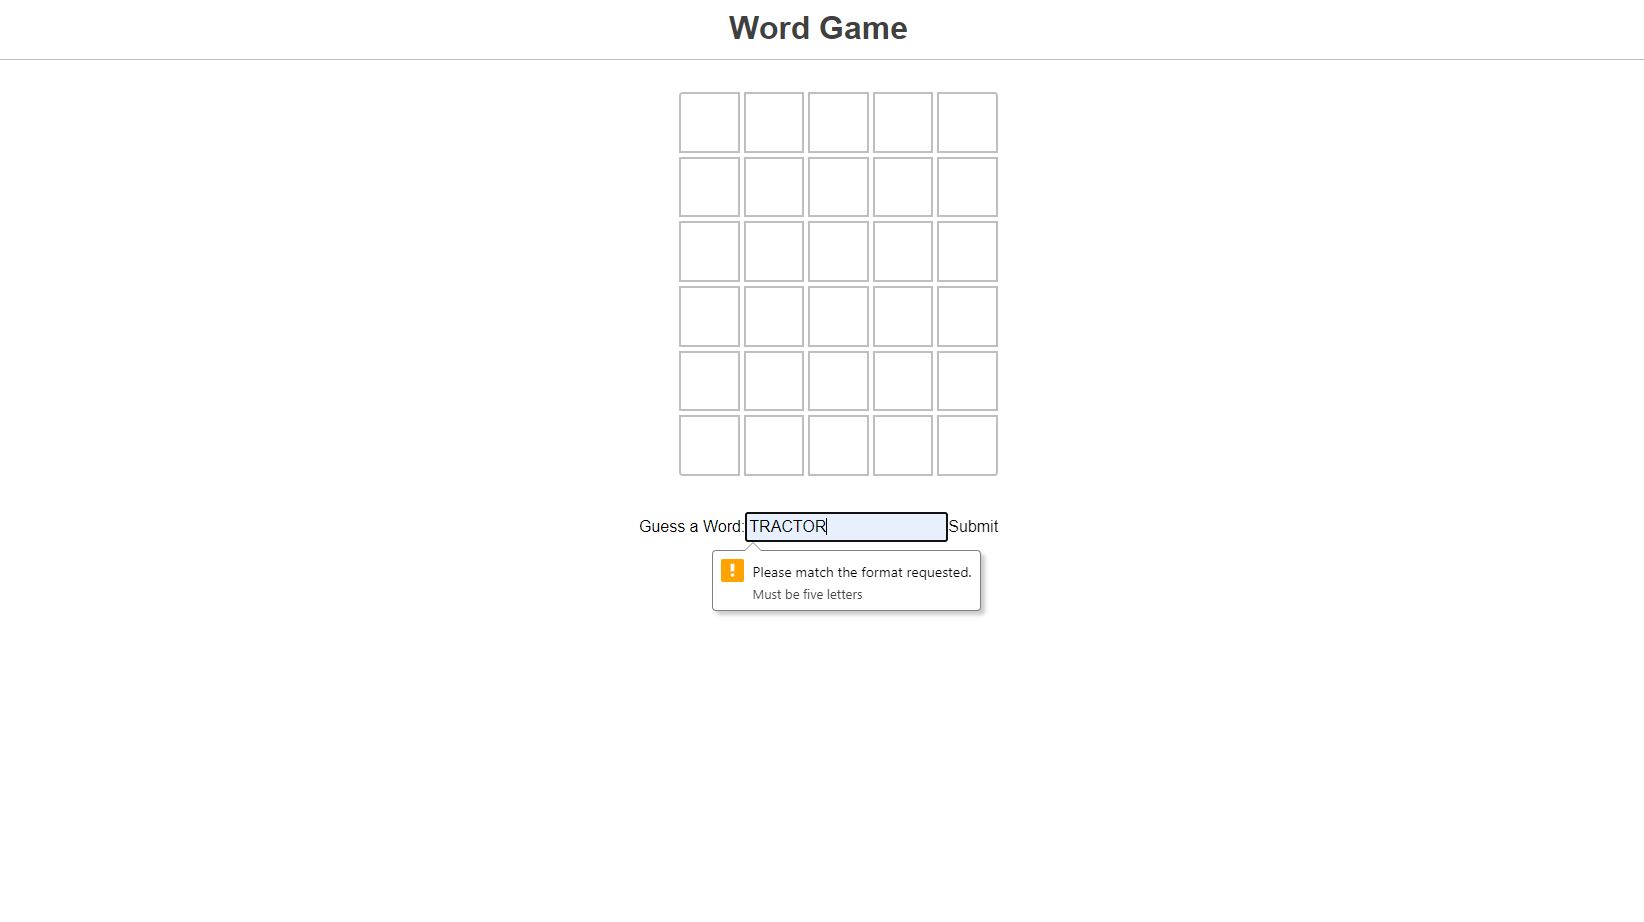 Word Game
Guess a Word: TRACTOR Submit
! Please match the format requested.
Must be five letters